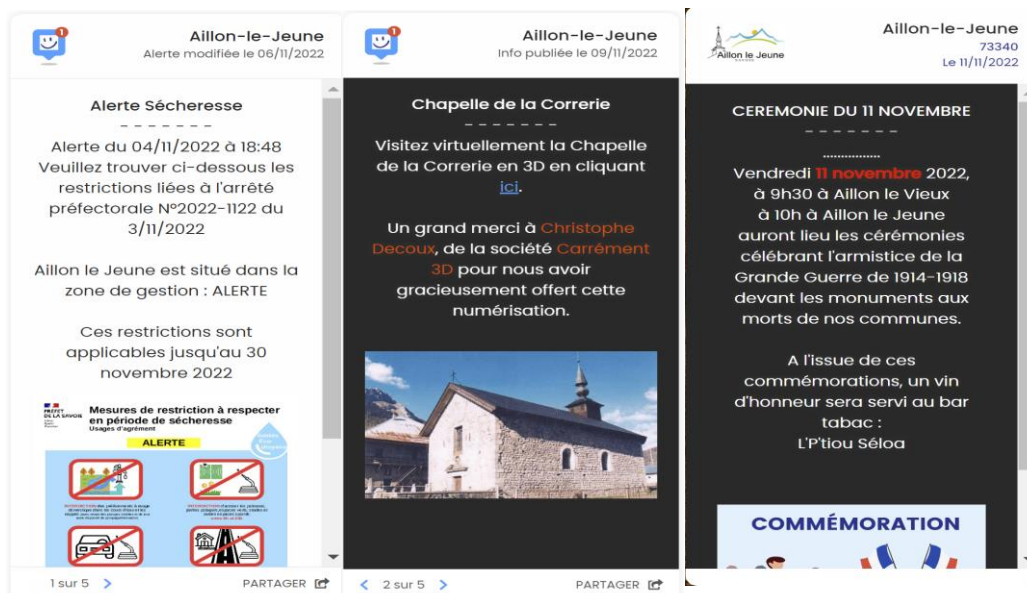 1
Aillon-le-Jeune
Alerte modifiée le 06/11/2022
Alerte Sécheresse
- - - - - - -
Alerte du 04/11/2022 à 18:48
Veuillez trouver ci-dessous les
restrictions liées à l'arrêté
préfectorale N°2022-1122 du
3/11/2022
Aillon le Jeune est situé dans la
zone de gestion : ALERTE
Ces restrictions sont
applicables jusqu'au 30
novembre 2022
PRÉFET
DE LA SAVOIE
Mesures de restriction à respecter
en période de sécheresse
Usages d'agrément
ALERTE
1 sur 5 >
PARTAGER
1
Aillon-le-Jeune
Info publiée le 09/11/2022
Chapelle de la Correrie
- - - - - - -
Visitez virtuellement la Chapelle
de la Correrie en 3D en cliquant
ici.
Un grand merci à Christophe
Decoux, de la société Carrément
3D pour nous avoir
gracieusement offert cette
numérisation.
< 2 sur 5 >
PARTAGER
Aillon le Jeune
Aillon-le-Jeune
73340
Le 11/11/2022
CEREMONIE DU 11 NOVEMBRE
- - - - - - -
................
Vendredi 11 novembre 2022,
à 9h30 à Aillon le Vieux
à 10h à Aillon le Jeune
auront lieu les cérémonies
célébrant l'armistice de la
Grande Guerre de 1914-1918
devant les monuments aux
morts de nos communes.
A l'issue de ces
commémorations, un vin
d'honneur sera servi au bar
tabac :
L'P'tiou Séloa
COMMÉMORATION